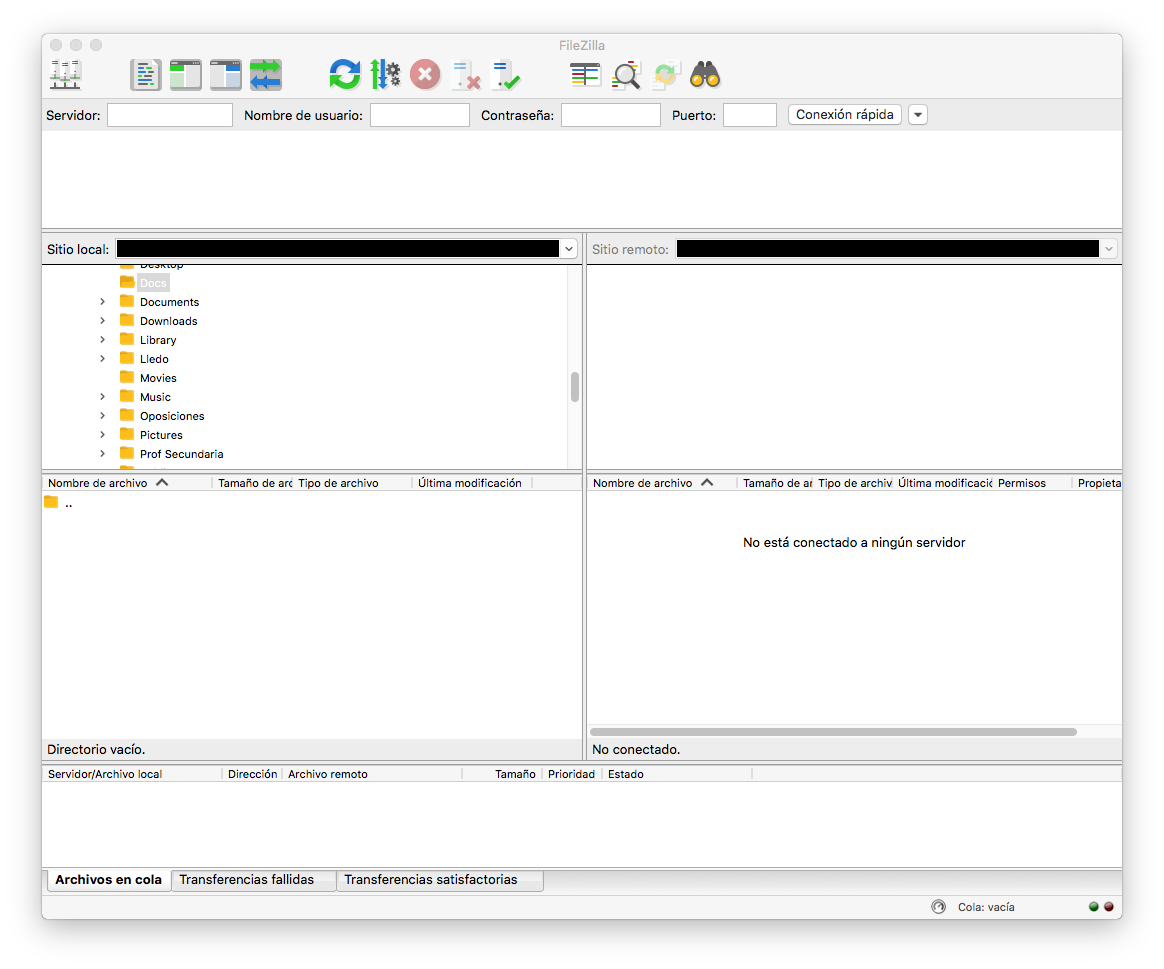 FileZilla
Servidor: Nombre de usuario: Contraseña: Puerto: Conexión rápida
Sitio local: Sitio remoto:
Desktop
Docs
Documents
Downloads
Library
Lledo
Movies
Music
Oposiciones
Pictures
Prof Secundaria
Nombre de archivo Tamaño de arc Tipo de archivo Última modificación
..
Directorio vacío.
Nombre de archivo Tamaño de ar Tipo de archiv Última modificació Permisos Propieta
No está conectado a ningún servidor
No conectado.
Servidor/Archivo local Dirección Archivo remoto Tamaño Prioridad Estado
Archivos en cola Transferencias fallidas Transferencias satisfactorias
Cola: vacía